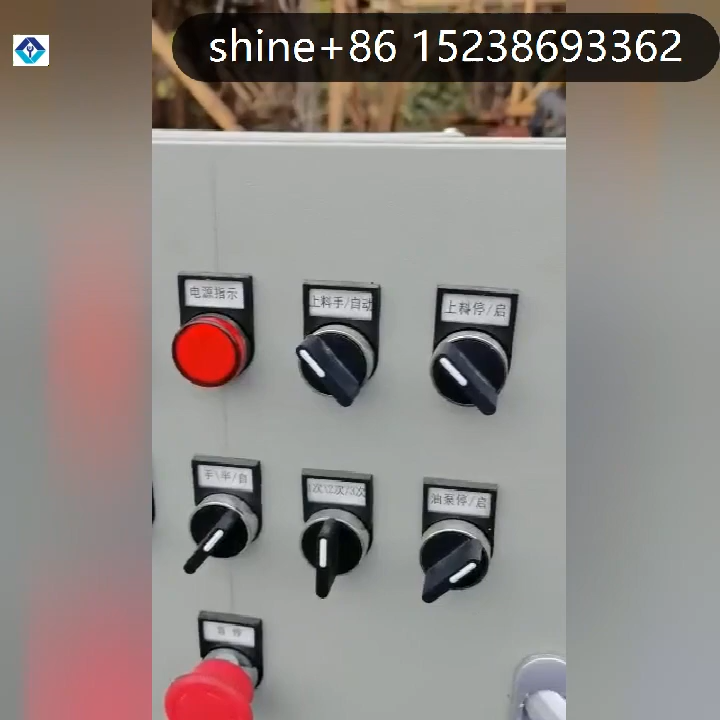 shine+86 15238693362
电源指示
上料手/自动
上料停/启
手\半/自
1次\2次/3次
油泵停/启